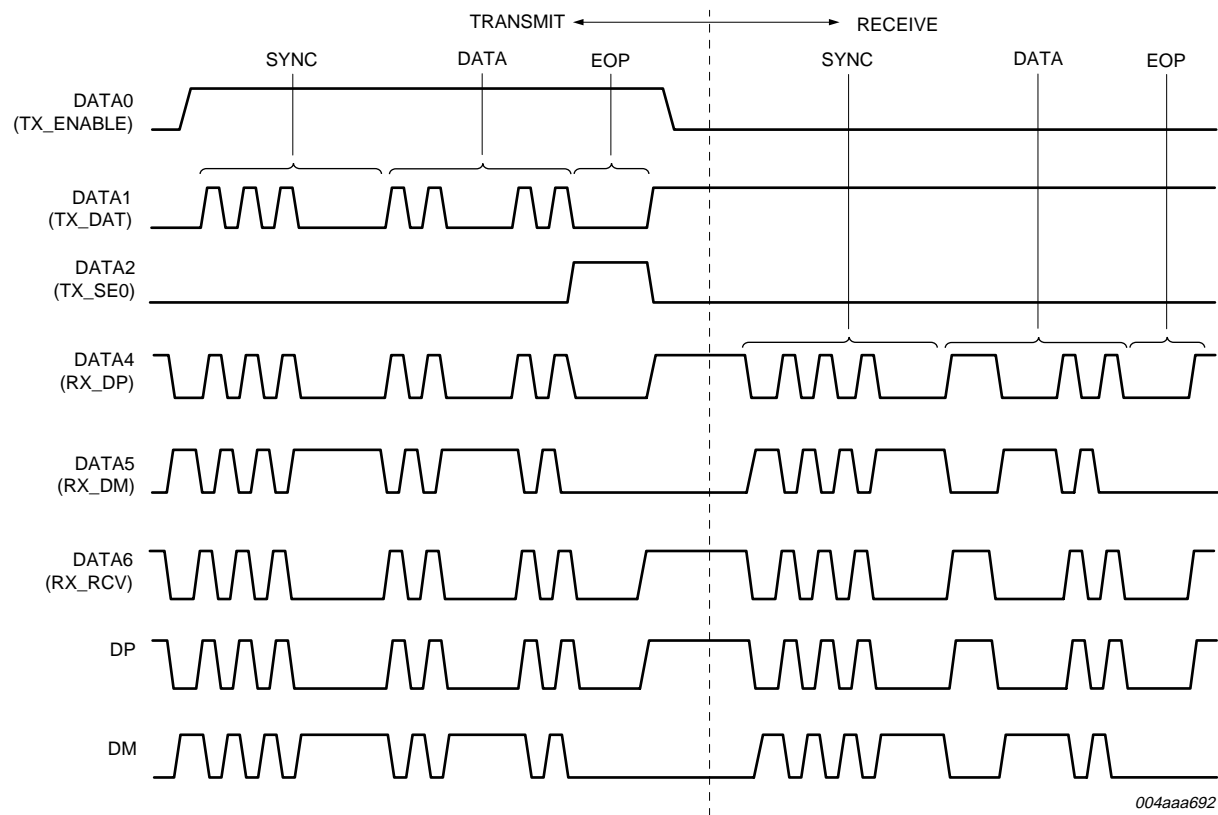 TRANSMIT
RECEIVE
SYNC
DATA
EOP
SYNC
DATA
EOP
DATA0
(TX_ENABLE)
DATA1
(TX_DAT)
DATA2
(TX_SE0)
DATA4
(RX_DP)
DATA5
(RX_DM)
DATA6
(RX_RCV)
DP
DM
004aaa692